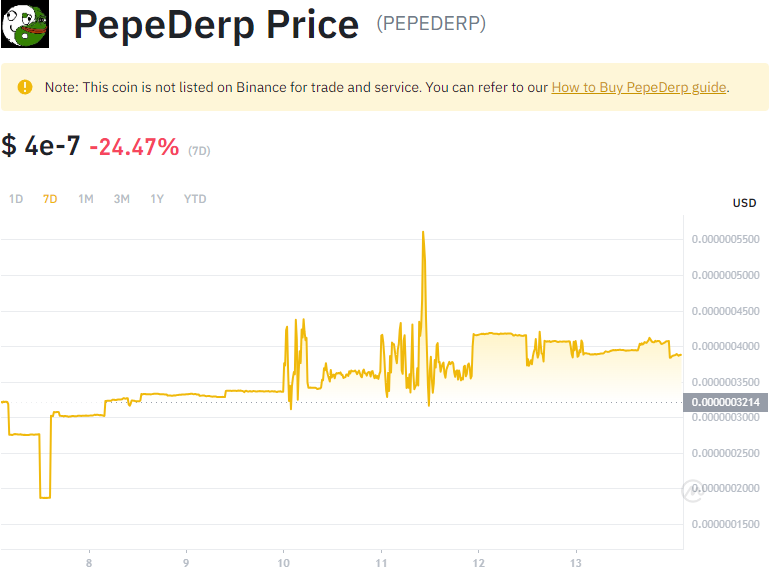 PepeDerp Price (PEPEDERP)
Note: This coin is not listed on Binance for trade and service. You can refer to our How to Buy PepeDerp guide.
$ 4e-7 -24.47% (7D)
1D 7D 1M 3M 1Y YTD
USD
0.0000005500
0.0000005000
0.0000004500
0.0000004000
0.0000003500
0.0000003214
0.0000003000
0.0000002500
0.0000002000
0.0000001500
8 9 10 11 12 13